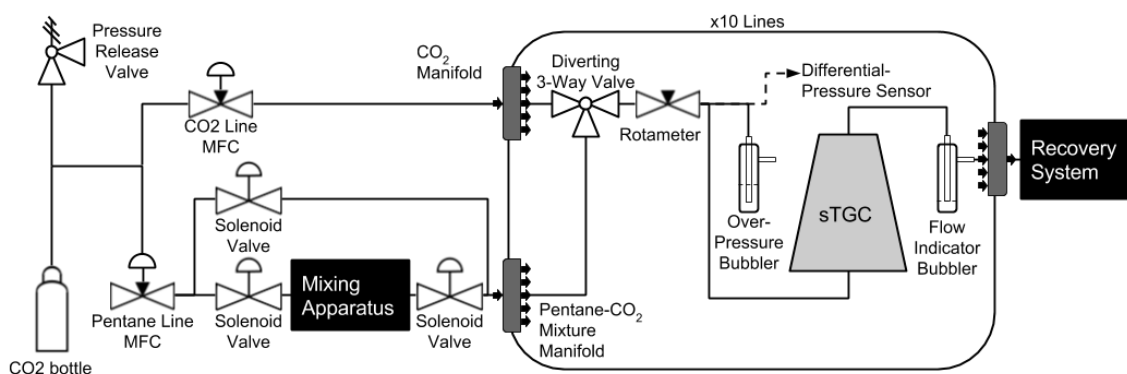 x10 Lines
Pressure
Release
Valve
CO₂
Manifold
Diverting
3-Way Valve
Differential-
Pressure Sensor
CO2 Line
MFC
Rotameter
Recovery
System
sTGC
Solenoid
Valve
Over-
Pressure
Bubbler
Flow
Indicator
Bubbler
Mixing
Apparatus
Pentane Line
MFC
Solenoid
Valve
Solenoid
Valve
Pentane-CO₂
Mixture
Manifold
CO2 bottle